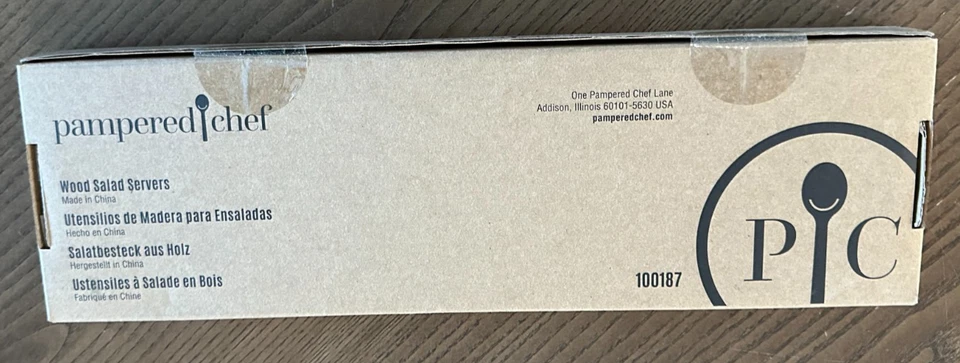 pampered chef
One Pampered Chef Lane
Addison, Illinois 60101-5630 USA
pamperedchef.com
Wood Salad Servers
Made in China
Utensilios de Madera para Ensaladas
Hecho en China
Salatbesteck aus Holz
Hergestellt in China
Ustensiles à Salade en Bois
Fabriqué en Chine
100187
P C